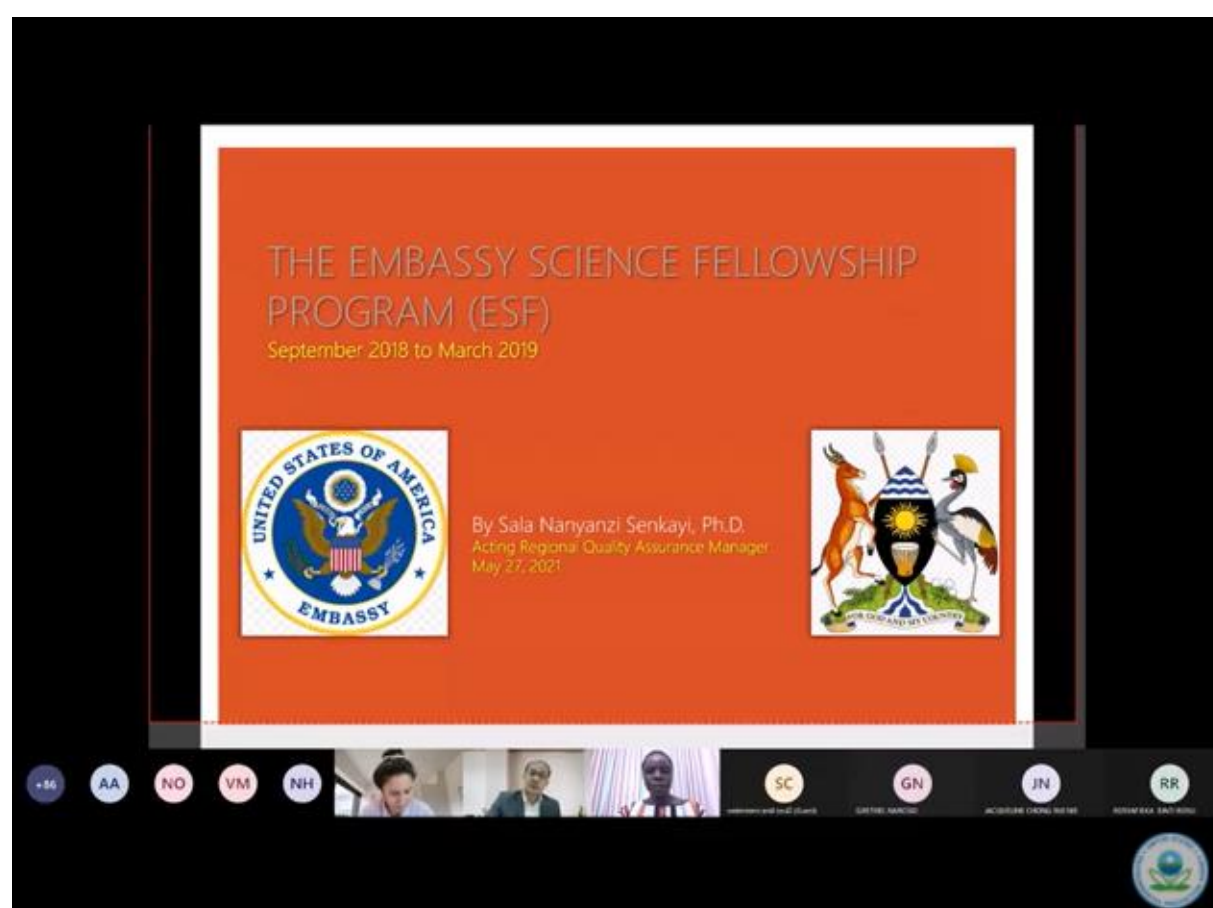 THE EMBASSY SCIENCE FELLOWSHIP
PROGRAM (ESF)
September 2018 to March 2019
UNITED STATES OF AMERICA
EMBASSY
By Sala Nanyanzi Senkayi, Ph.D.
Acting Regional Quality Assurance Manager
May 27, 2021
FOR GOD AND MY COUNTRY
+86
AA
NO
VM
NH
SC
GN
JN
RR